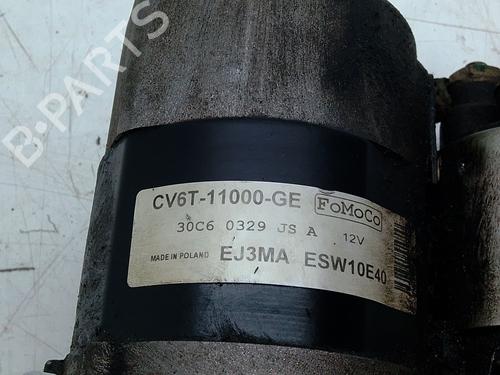 B-PARTS
CV6T-11000-GE FoMoCo
30C6 0329 JS A 12V
MADE IN POLAND EJ3MA ESW10E40